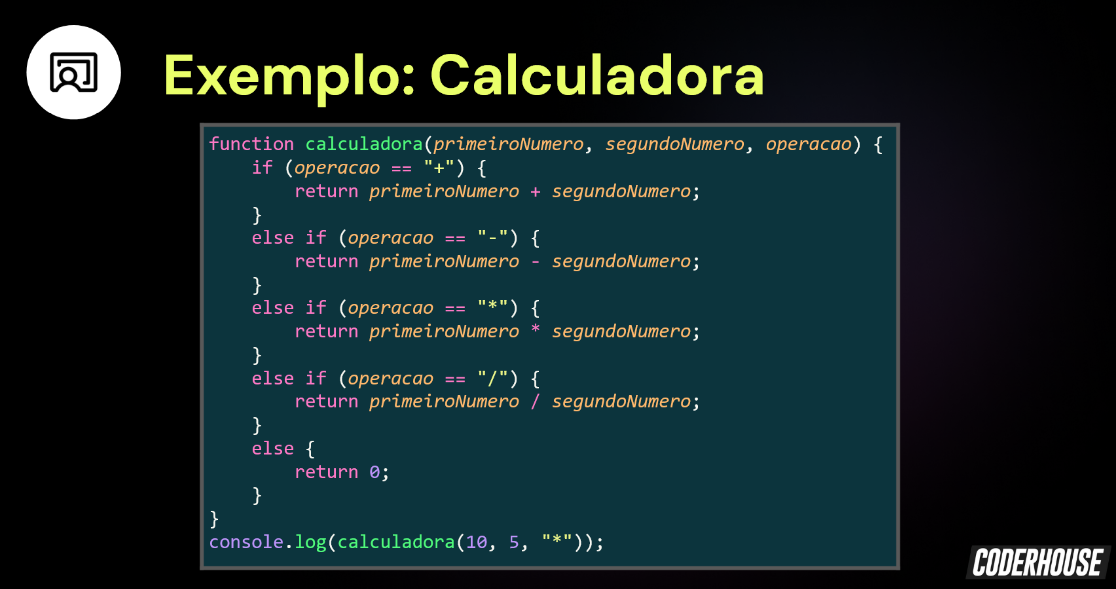 Exemplo: Calculadora
function calculadora(primeiroNumero, segundoNumero, operacao) {
    if (operacao == "+") {
        return primeiroNumero + segundoNumero;
    }
    else if (operacao == "-") {
        return primeiroNumero - segundoNumero;
    }
    else if (operacao == "*") {
        return primeiroNumero * segundoNumero;
    }
    else if (operacao == "/") {
        return primeiroNumero / segundoNumero;
    }
    else {
        return 0;
    }
}
console.log(calculadora(10, 5, "*"));
CODERHOUSE